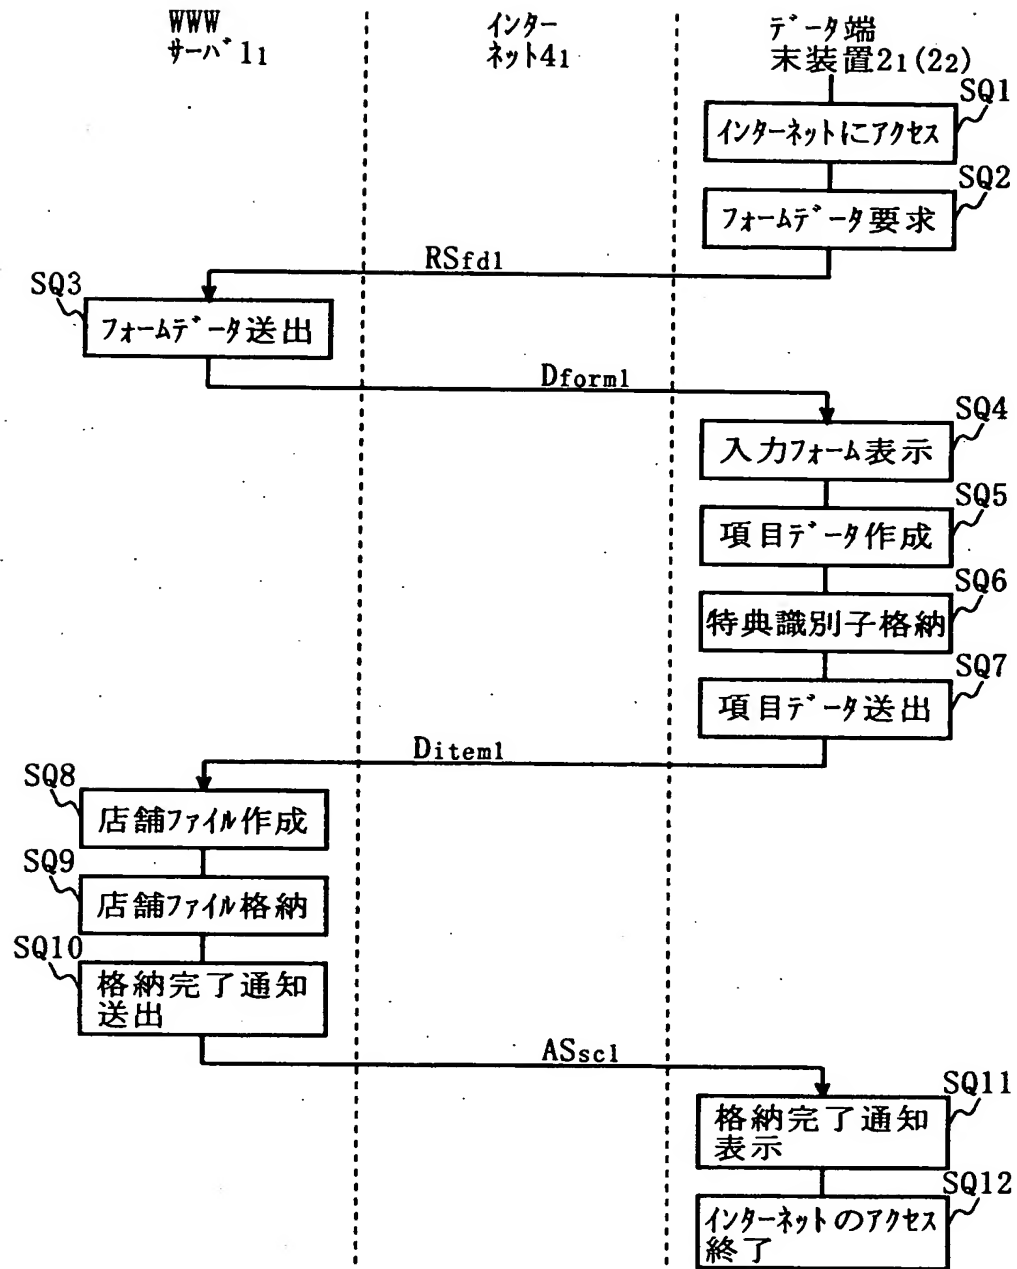 WWW
サーバ1₁
インター
ネット4₁
データ端
末装置2₁(2₂)
SQ1
インターネットにアクセス
SQ2
フォームデータ要求
RSfd1
SQ3
フォームデータ送出
Dform1
SQ4
入力フォーム表示
SQ5
項目データ作成
SQ6
特典識別子格納
SQ7
項目データ送出
Ditem1
SQ8
店舗ファイル作成
SQ9
店舗ファイル格納
SQ10
格納完了通知
送出
ASsc1
SQ11
格納完了通知
表示
SQ12
インターネットのアクセス
終了